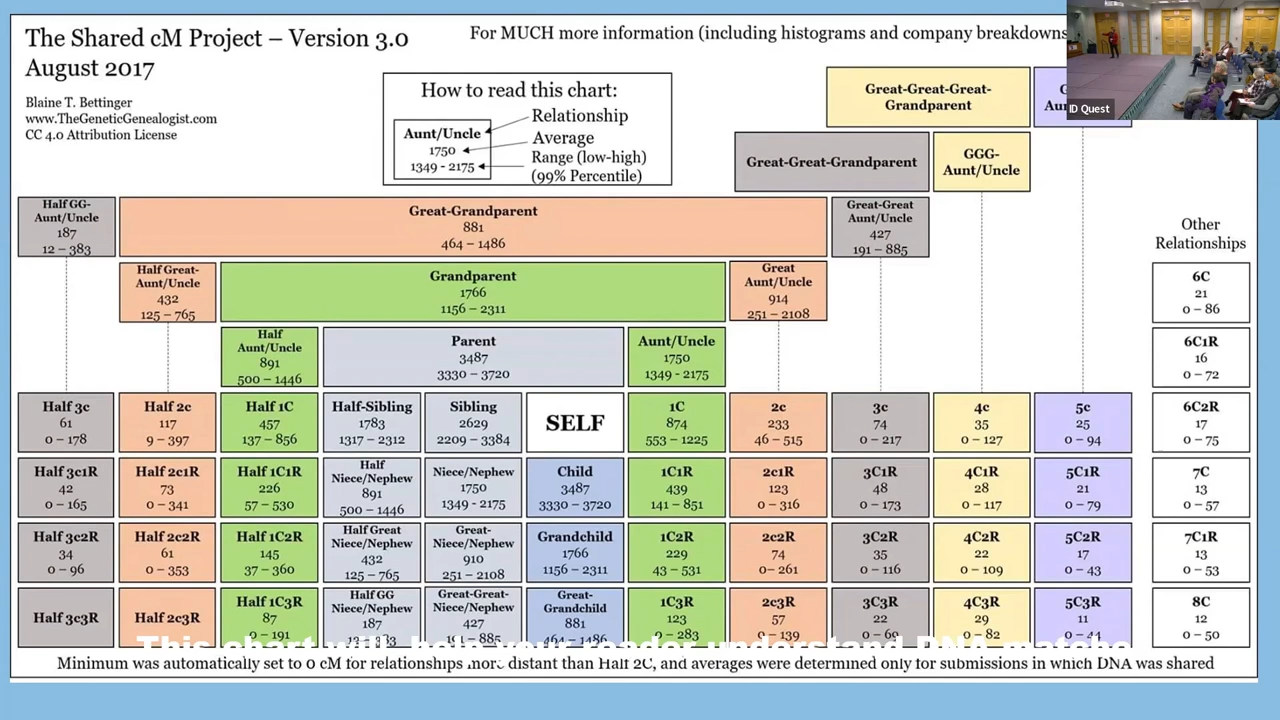 The Shared cM Project – Version 3.0
August 2017
Blaine T. Bettinger
www.TheGeneticGenealogist.com
CC 4.0 Attribution License
For MUCH more information (including histograms and company breakdowns
How to read this chart:
Aunt/Uncle
1750
1349 - 2175
Relationship
Average
Range (low-high)
(99% Percentile)
ID Quest
Great-Great-Great-
Grandparent
Great-Great-Grandparent
GGG-
Aunt/Uncle
Half GG-
Aunt/Uncle
187
12 – 383
Great-Grandparent
881
464 – 1486
Great-Great
Aunt/Uncle
427
191 – 885
Other
Relationships
Half Great-
Aunt/Uncle
432
125 – 765
Grandparent
1766
1156 – 2311
Great
Aunt/Uncle
914
251 – 2108
6C
21
0 – 86
Half
Aunt/Uncle
891
500 – 1446
Parent
3487
3330 – 3720
Aunt/Uncle
1750
1349 - 2175
6C1R
16
0 – 72
Half 3c
61
0 – 178
Half 2c
117
9 – 397
Half 1C
457
137 – 856
Half-Sibling
1783
1317 – 2312
Sibling
2629
2209 – 3384
SELF
1C
874
553 – 1225
2c
233
46 – 515
3c
74
0 – 217
4c
35
0 – 127
5c
25
0 – 94
6C2R
17
0 – 75
Half 3c1R
42
0 – 165
Half 2c1R
73
0 – 341
Half 1C1R
226
57 – 530
Half
Niece/Nephew
891
500 – 1446
Niece/Nephew
1750
1349 - 2175
Child
3487
3330 – 3720
1C1R
439
141 – 851
2c1R
123
0 – 316
3C1R
48
0 – 173
4C1R
28
0 – 117
5C1R
21
0 – 79
7C
13
0 – 57
Half 3c2R
34
0 – 96
Half 2c2R
61
0 – 353
Half 1C2R
145
37 – 360
Half Great
Niece/Nephew
432
125 – 765
Great-
Niece/Nephew
910
251 – 2108
Grandchild
1766
1156 – 2311
1C2R
229
43 – 531
2c2R
74
0– 261
3C2R
35
0 – 116
4C2R
22
0 – 109
5C2R
17
0 – 43
7C1R
13
0 – 53
Half 3c3R
Half 2c3R
Half 1C3R
87
0 – 191
Half GG
Niece/Nephew
187
Great-Great-
Niece/Nephew
427
191 – 885
Great-
Grandchild
881
464 – 1486
1C3R
123
0 – 283
2c3R
57
0 – 139
3C3R
22
4C3R
29
0 – 82
5C3R
11
0 – 44
8C
12
0 – 50
This chart will help your reader understand DNA
Minimum was automatically set to 0 cM for relationships more distant than Half 2C, and averages were determined only for submissions in which DNA was shared